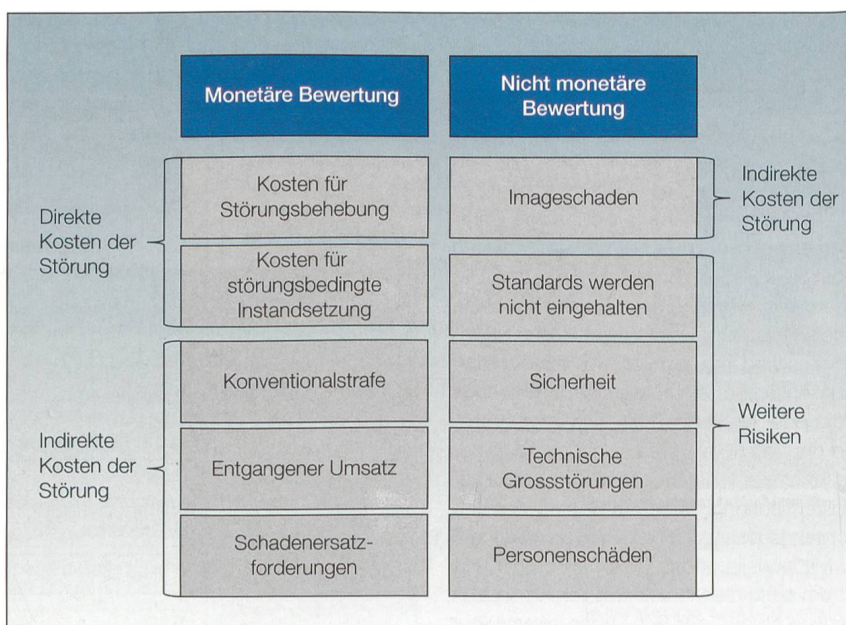 Monetäre Bewertung
Nicht monetäre
Bewertung
Direkte
Kosten der
Störung
Kosten für
Störungsbehebung
Kosten für
störungsbedingte
Instandsetzung
Imageschaden
Indirekte
Kosten der
Störung
Standards werden
nicht eingehalten
Indirekte
Kosten der
Störung
Konventionalstrafe
Entgangener Umsatz
Schadenersatz-
forderungen
Sicherheit
Technische
Grossstörungen
Personenschäden
Weitere
Risiken